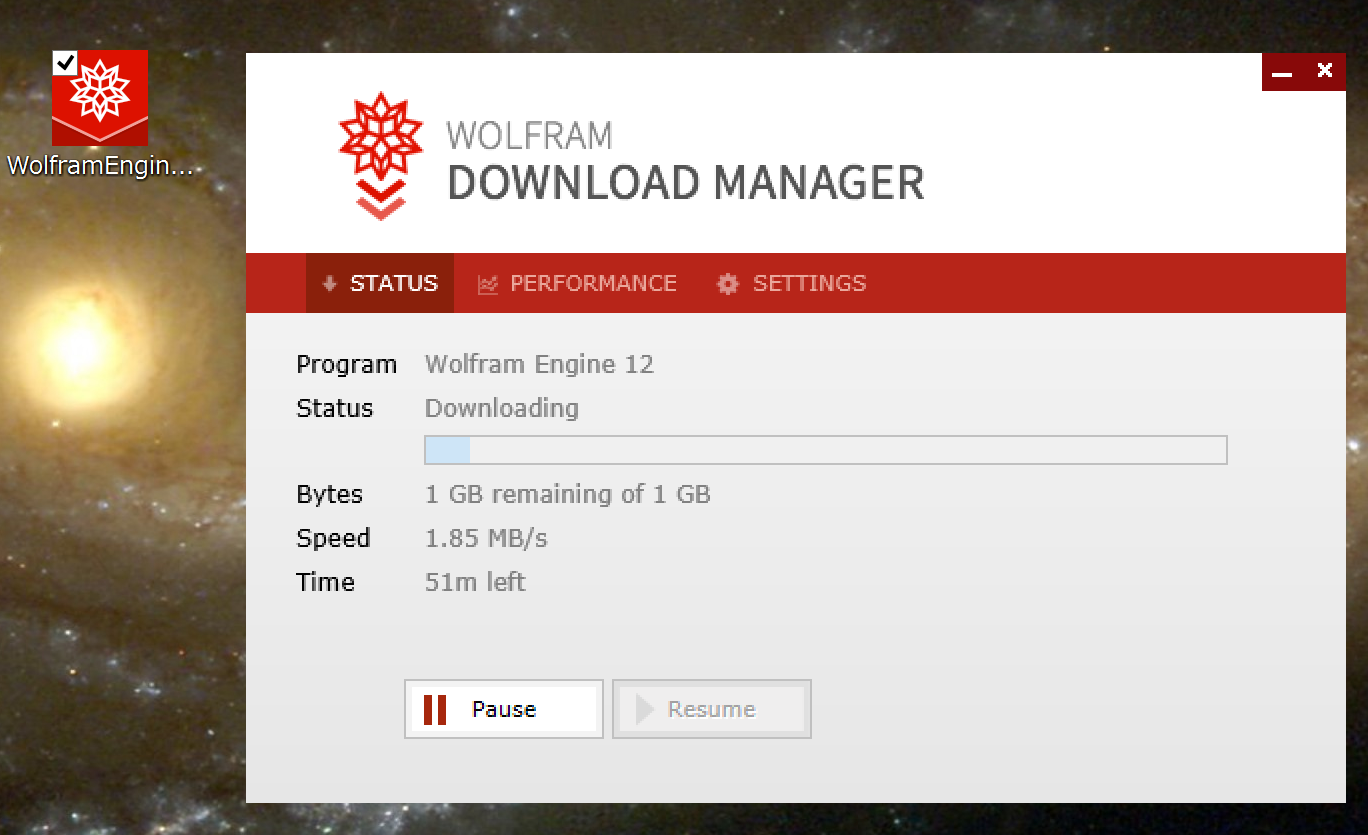 WolframEngin...
WOLFRAM
DOWNLOAD MANAGER
STATUS PERFORMANCE SETTINGS
Program Wolfram Engine 12
Status Downloading
Bytes 1 GB remaining of 1 GB
Speed 1.85 MB/s
Time 51m left
Pause Resume